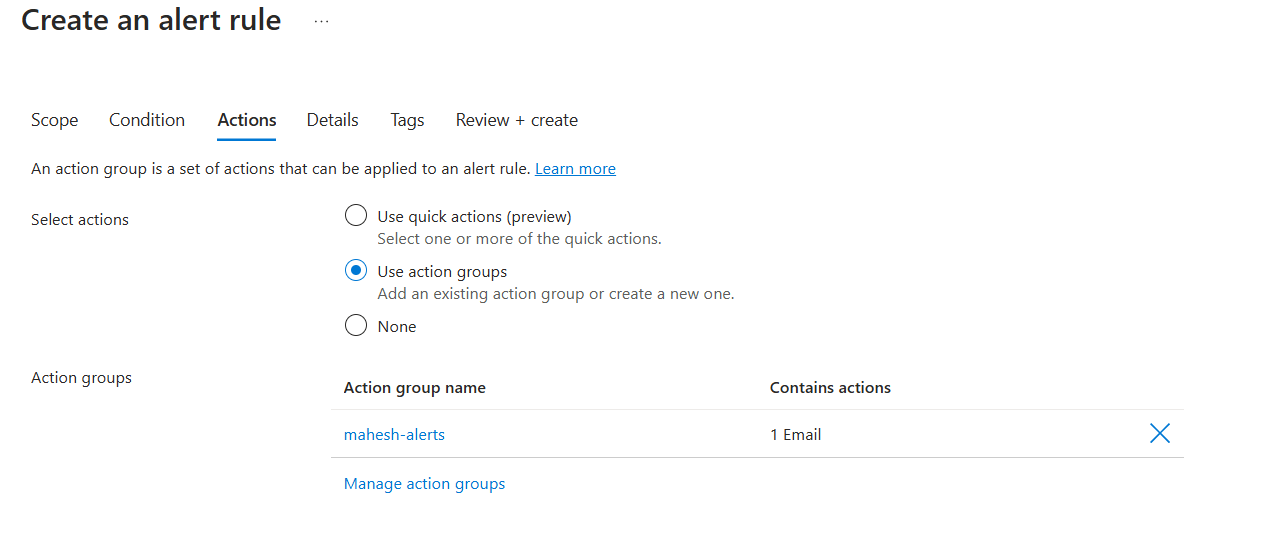 Create an alert rule ...
Scope Condition Actions Details Tags Review + create
An action group is a set of actions that can be applied to an alert rule. Learn more
Select actions
Use quick actions (preview)
Select one or more of the quick actions.
Use action groups
Add an existing action group or create a new one.
None
Action groups
Action group name Contains actions
mahesh-alerts 1 Email
Manage action groups